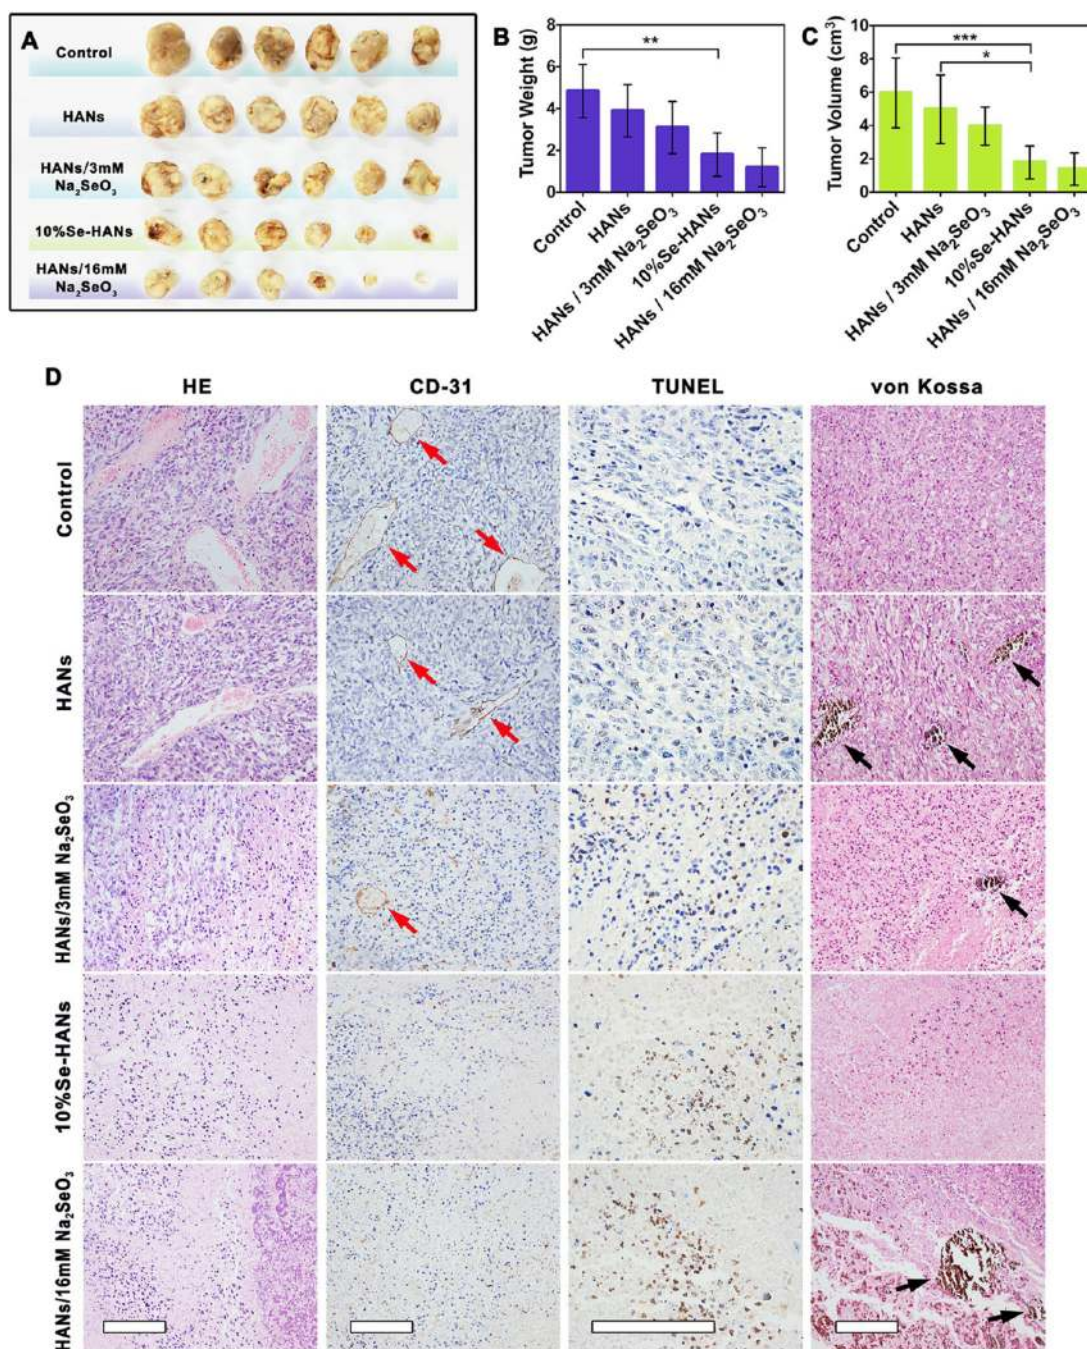 A
Control
HANs
HANs/3mM
Na₂SeO₃
10%Se-HANs
HANs/16mM
Na₂SeO₃
B
Tumor Weight (g)
8
6
4
2
0
**
Control
HANs
HANs / 3mM Na₂SeO₃
10%Se-HANs
HANs / 16mM Na₂SeO₃
C
Tumor Volume (cm³)
10
8
6
4
2
0
***
*
Control
HANs
HANs / 3mM Na₂SeO₃
10%Se-HANs
HANs / 16mM Na₂SeO₃
D
HE CD-31 TUNEL von Kossa
Control
HANs
HANs/3mM Na₂SeO₃
10%Se-HANs
HANs/16mM Na₂SeO₃